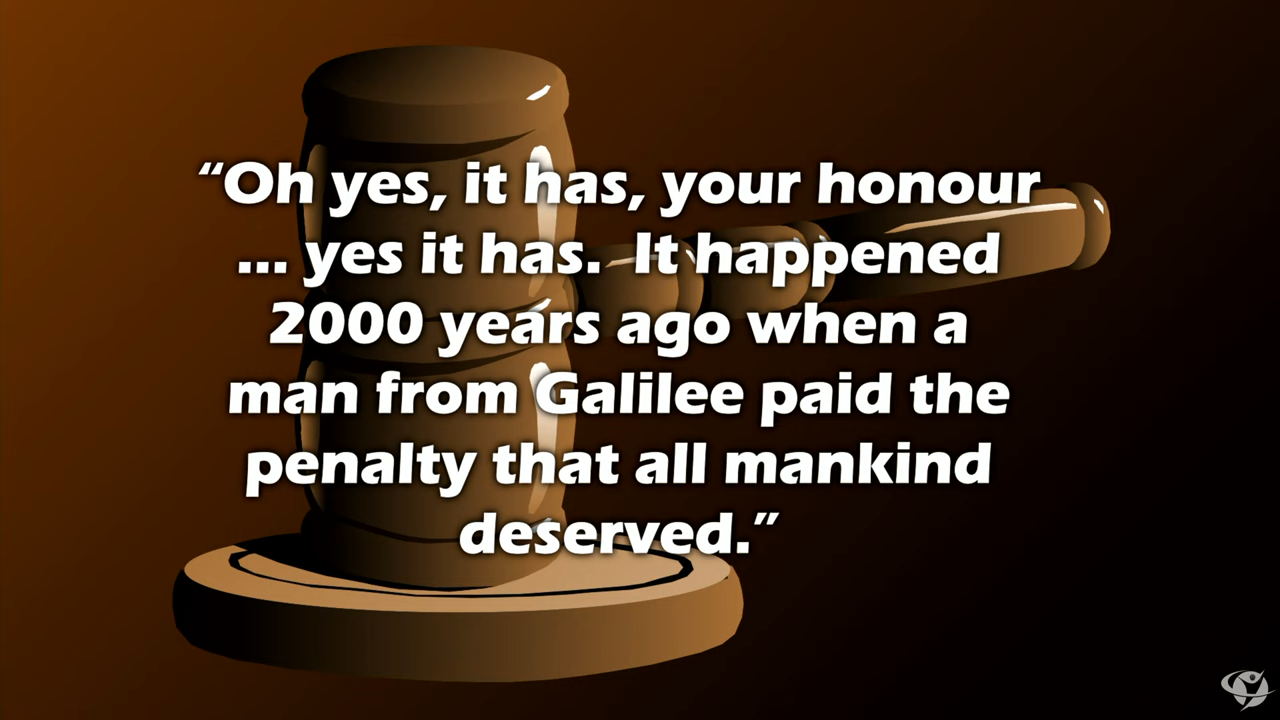 “Oh yes, it has, your honour
... yes it has.  It happened
2000 years ago when a
man from Galilee paid the
penalty that all mankind
deserved.”